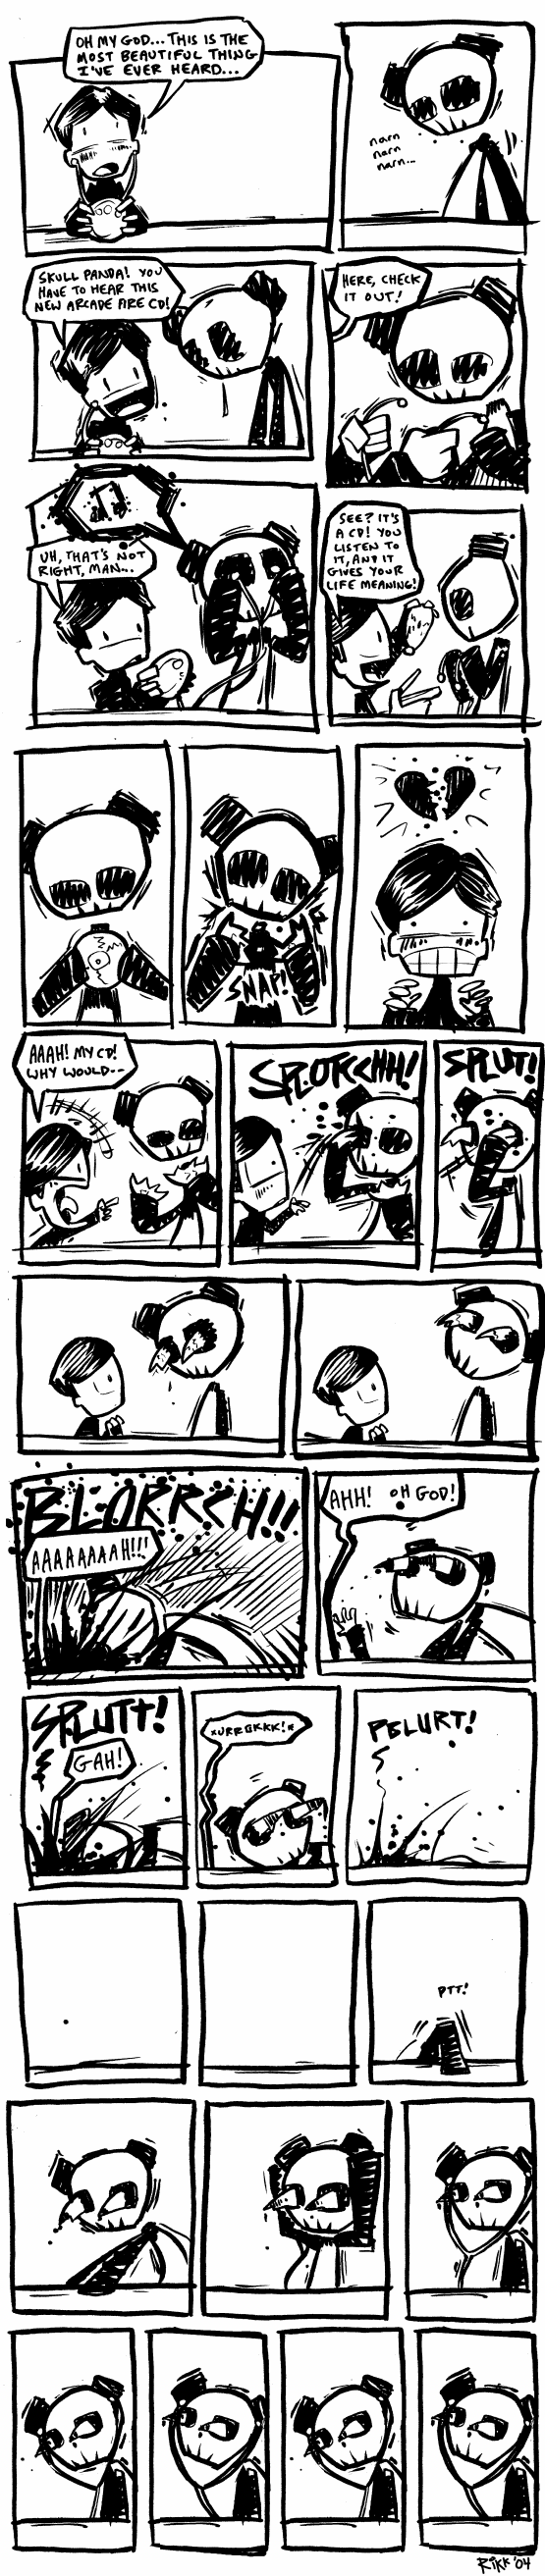 OH MY GOD... THIS IS THE
MOST BEAUTIFUL THING
I'VE EVER HEARD...
narn
narn
narn...
SKULL PANDA! YOU
HAVE TO HEAR THIS
NEW ARCADE FIRE CD!
HERE, CHECK
IT OUT!
UH, THAT'S NOT
RIGHT, MAN...
SEE? IT'S
A CD! YOU
LISTEN TO
IT, AND IT
GIVES YOUR
LIFE MEANING!
SNAP!
AAAH! MY CD!
WHY WOULD--
SPLOTCCHH!
SPLUT!
BLORRCH!!
AAAAAAAAH!!!
AHH! OH GOD!
SPLUTT!
GAH!
*URRGKKK!*
PBLURT!
PTT!
RIKK '04